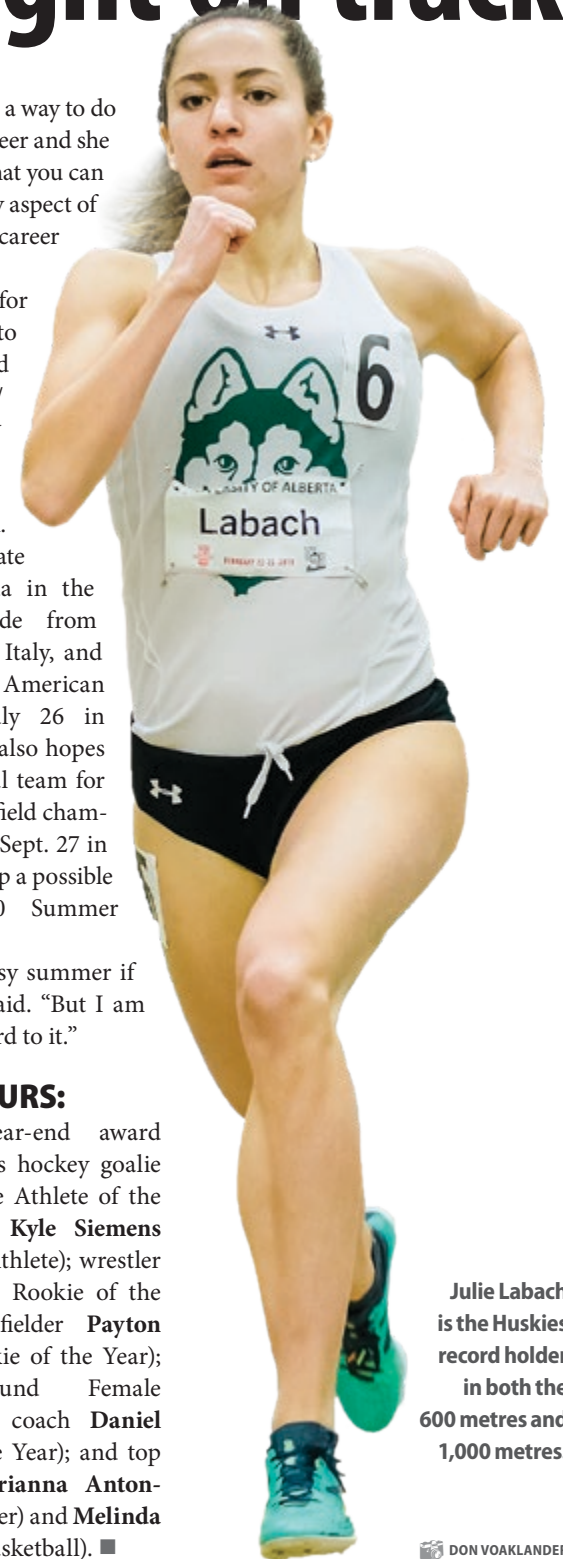 ght on track
a way to do
eer and she
hat you can
y aspect of
career
for
to
d
ate
a in the
de from
Italy, and
American
ly 26 in
also hopes
l team for
field cham-
Sept. 27 in
p a possible
0 Summer
sy summer if
aid. “But I am
rd to it.”
URS:
ear-end award
s hockey goalie
e Athlete of the
Kyle Siemens
thlete); wrestler
Rookie of the
fielder Payton
kie of the Year);
und Female
coach Daniel
e Year); and top
rianna Anton-
er) and Melinda
asketball). ■
6
OF ALBERTA
Labach
Julie Labach
is the Huskies
record holder
in both the
600 metres and
1,000 metres.
DON VOAKLANDER